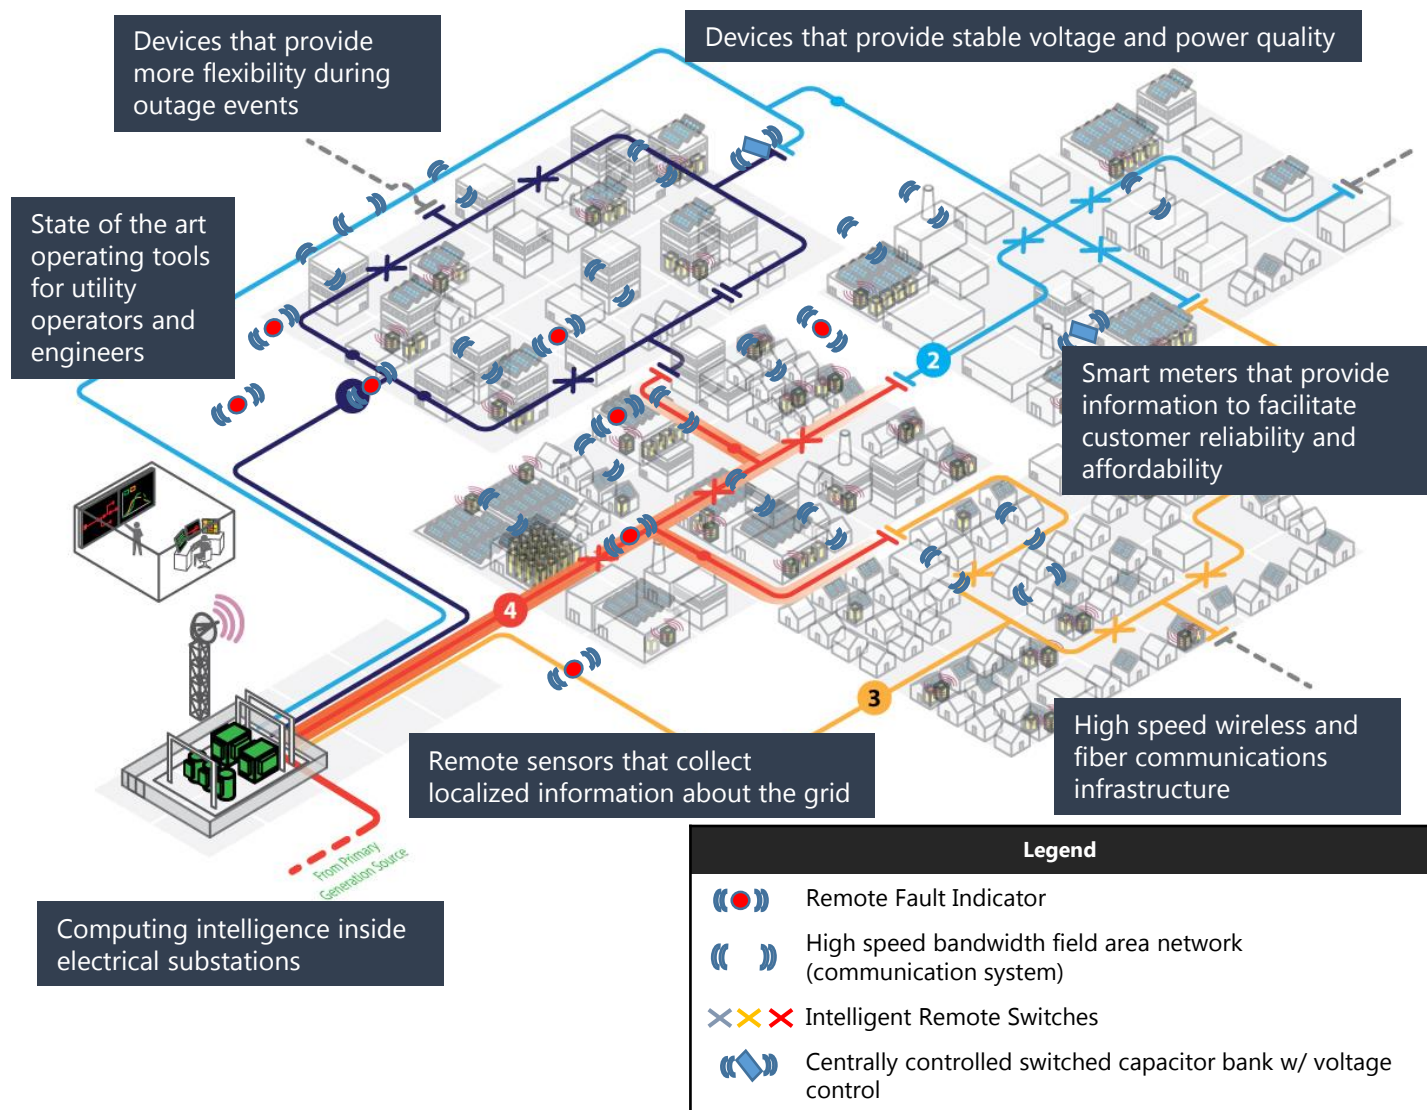 Devices that provide
more flexibility during
outage events
Devices that provide stable voltage and power quality
State of the art
operating tools
for utility
operators and
engineers
2
Smart meters that provide
information to facilitate
customer reliability and
affordability
4
3
High speed wireless and
fiber communications
infrastructure
Remote sensors that collect
localized information about the grid
From Primary
Generation Source
Computing intelligence inside
electrical substations
Legend
Remote Fault Indicator
High speed bandwidth field area network
(communication system)
Intelligent Remote Switches
Centrally controlled switched capacitor bank w/ voltage
control